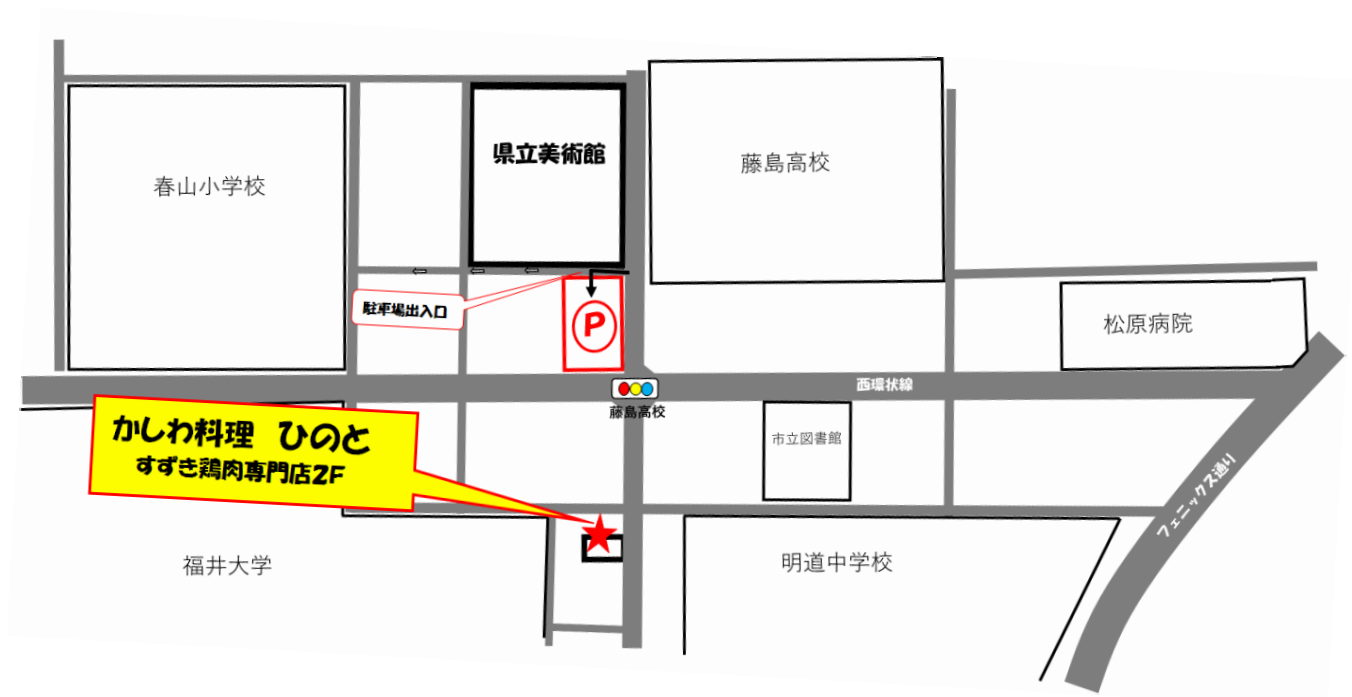 県立美術館
藤島高校
春山小学校
駐車場出入口
P
松原病院
西環状線
藤島高校
市立図書館
かしわ料理 ひのと
すずき鶏肉専門店2F
フェニックス通り
福井大学
明道中学校